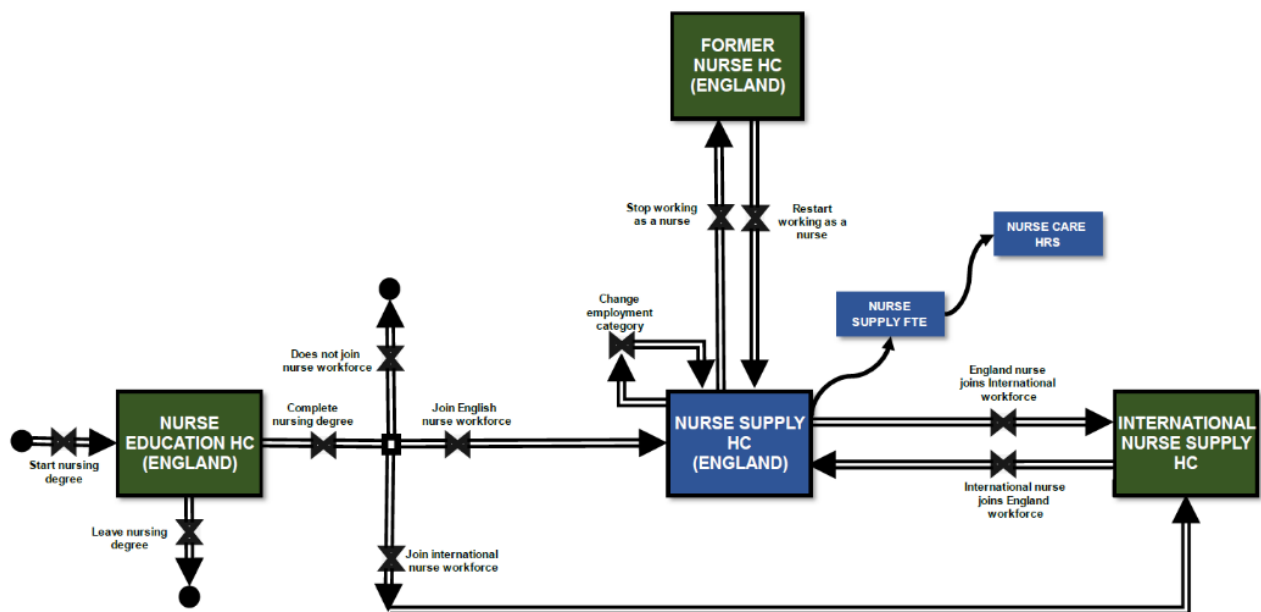 FORMER
NURSE HC
(ENGLAND)
Stop working
as a nurse
Restart
working as a
nurse
NURSE CARE
HRS
Change
employment
category
NURSE
SUPPLY FTE
Does not join
nurse workforce
England nurse
joins International
workforce
NURSE
EDUCATION HC
(ENGLAND)
Complete
nursing degree
Join English
nurse workforce
NURSE SUPPLY
HC
(ENGLAND)
INTERNATIONAL
NURSE SUPPLY
HC
Start nursing
degree
International nurse
joins England
workforce
Leave nursing
degree
Join international
nurse workforce